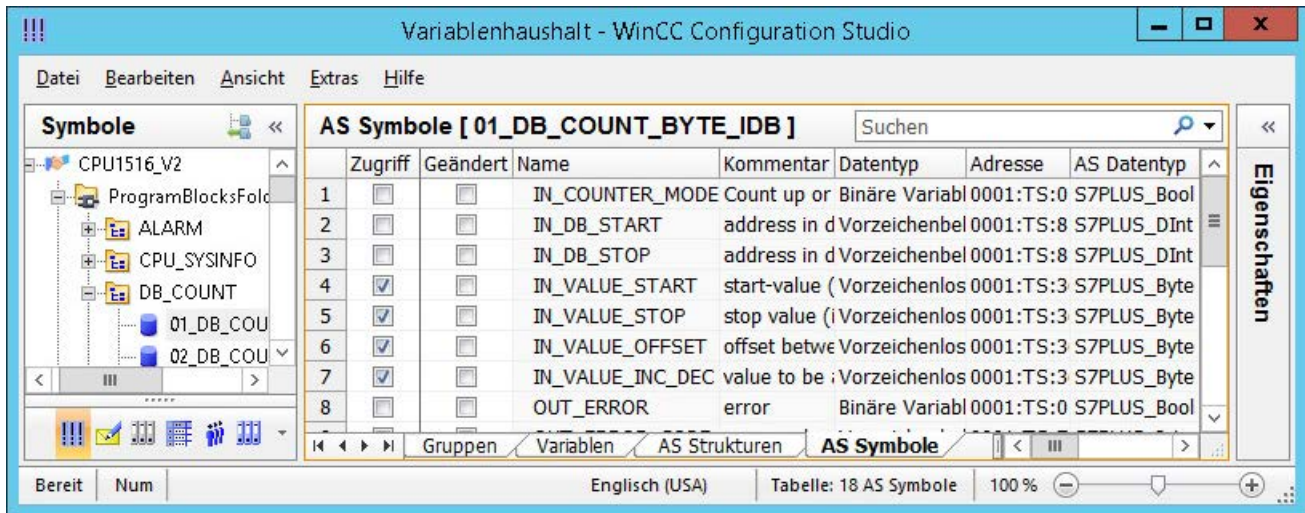 Variablenhaushalt - WinCC Configuration Studio
Datei Bearbeiten Ansicht Extras Hilfe
Symbole
CPU1516_V2
ProgramBlocksFold
ALARM
CPU_SYSINFO
DB_COUNT
01_DB_COU
02_DB_COU
AS Symbole [ 01_DB_COUNT_BYTE_IDB ] Suchen
Zugriff Geändert Name Kommentar Datentyp Adresse AS Datentyp
1 IN_COUNTER_MODE Count up or Binäre Variabl 0001:TS:0 S7PLUS_Bool
2 IN_DB_START address in d Vorzeichenbel 0001:TS:8 S7PLUS_DInt
3 IN_DB_STOP address in d Vorzeichenbel 0001:TS:8 S7PLUS_DInt
4 IN_VALUE_START start-value ( Vorzeichenlos 0001:TS:3 S7PLUS_Byte
5 IN_VALUE_STOP stop value (i Vorzeichenlos 0001:TS:3 S7PLUS_Byte
6 IN_VALUE_OFFSET offset betwe Vorzeichenlos 0001:TS:3 S7PLUS_Byte
7 IN_VALUE_INC_DEC value to be Vorzeichenlos 0001:TS:3 S7PLUS_Byte
8 OUT_ERROR error Binäre Variabl 0001:TS:0 S7PLUS_Bool
Gruppen Variablen AS Strukturen AS Symbole
Eigenschaften
Bereit Num Englisch (USA) Tabelle: 18 AS Symbole 100 %